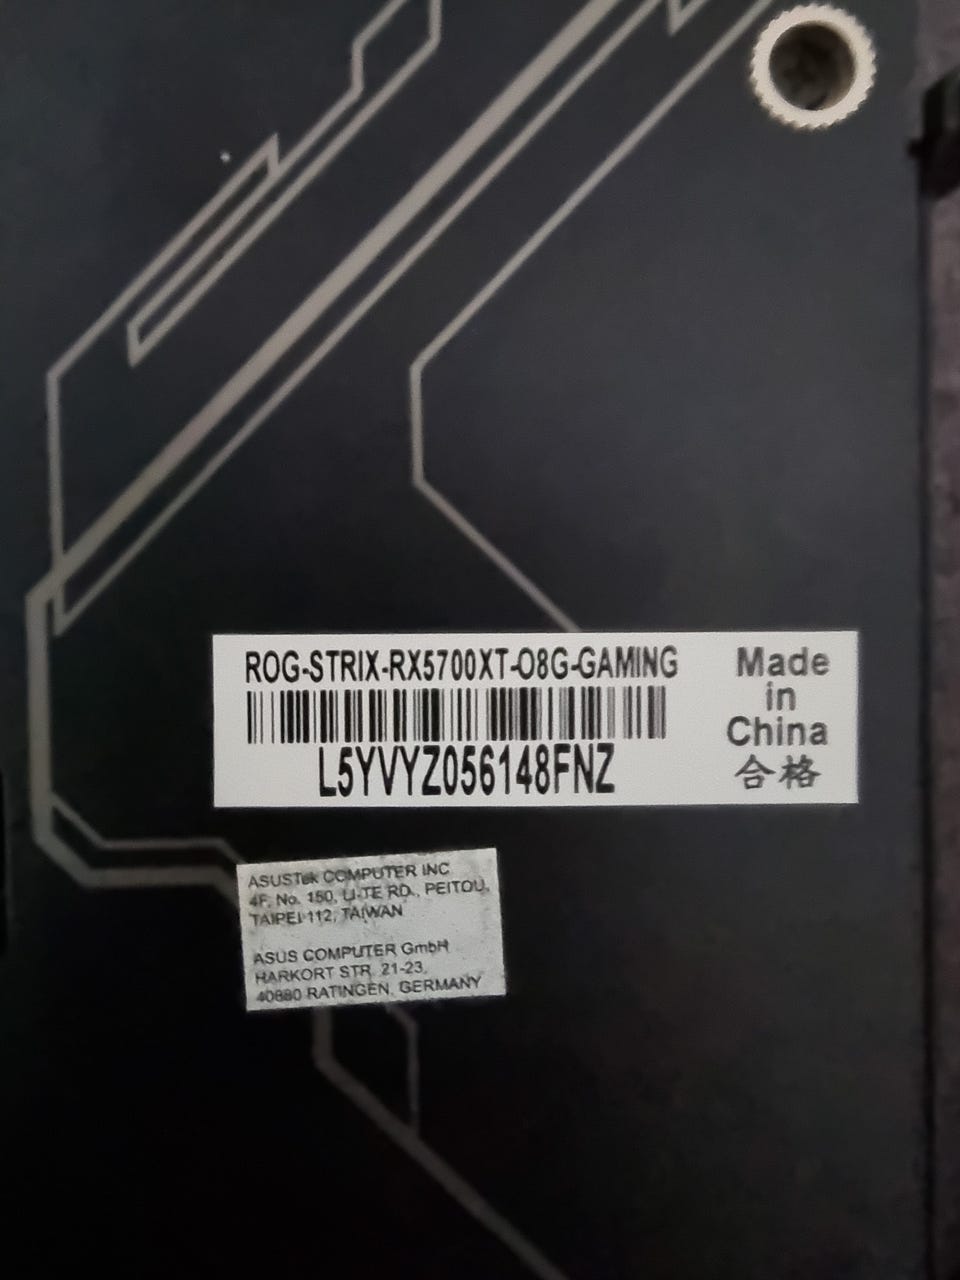 ROG-STRIX-RX5700XT-O8G-GAMING
L5YVYZ056148FNZ
Made
in
China
合格
ASUSTek COMPUTER INC
4F, No. 150, LI-TE RD., PEITOU,
TAIPEI 112, TAIWAN
ASUS COMPUTER GmbH
HARKORT STR. 21-23,
40880 RATINGEN, GERMANY